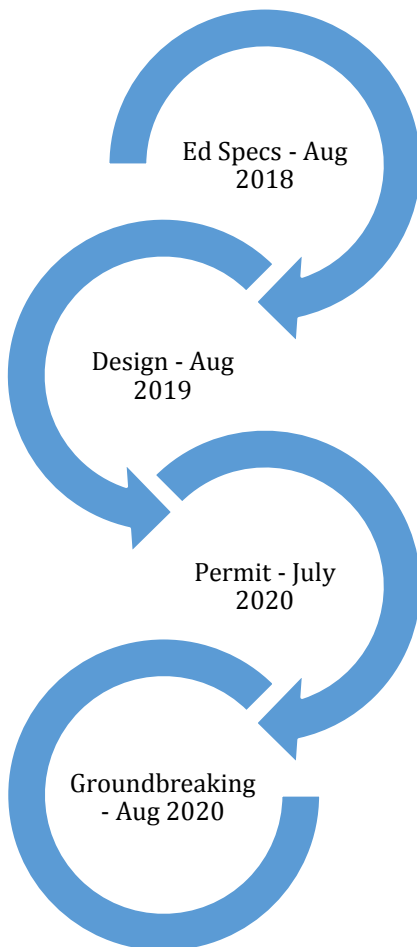 Ed Specs - Aug
2018
Design - Aug
2019
Permit - July
2020
Groundbreaking
- Aug 2020